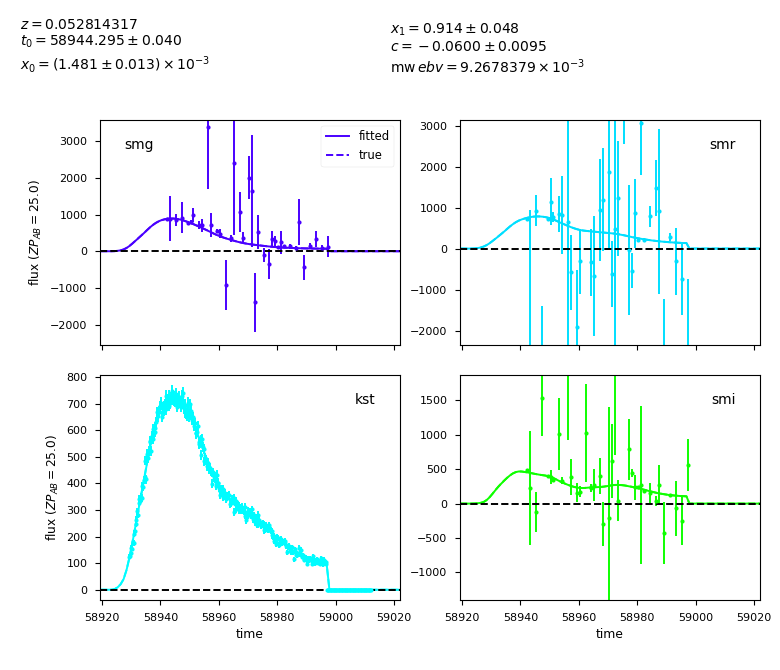 z = 0.052814317
t₀ = 58944.295 ± 0.040
x₀ = (1.481 ± 0.013) × 10⁻³
x₁ = 0.914 ± 0.048
c = −0.0600 ± 0.0095
mw ebv = 9.2678379 × 10⁻³
smg
fitted
true
3000
2000
1000
0
−1000
−2000
flux (ZP_AB = 25.0)
smr
3000
2000
1000
0
−1000
−2000
kst
800
700
600
500
400
300
200
100
0
flux (ZP_AB = 25.0)
58920 58940 58960 58980 59000 59020
time
smi
1500
1000
500
0
−500
−1000
58920 58940 58960 58980 59000 59020
time